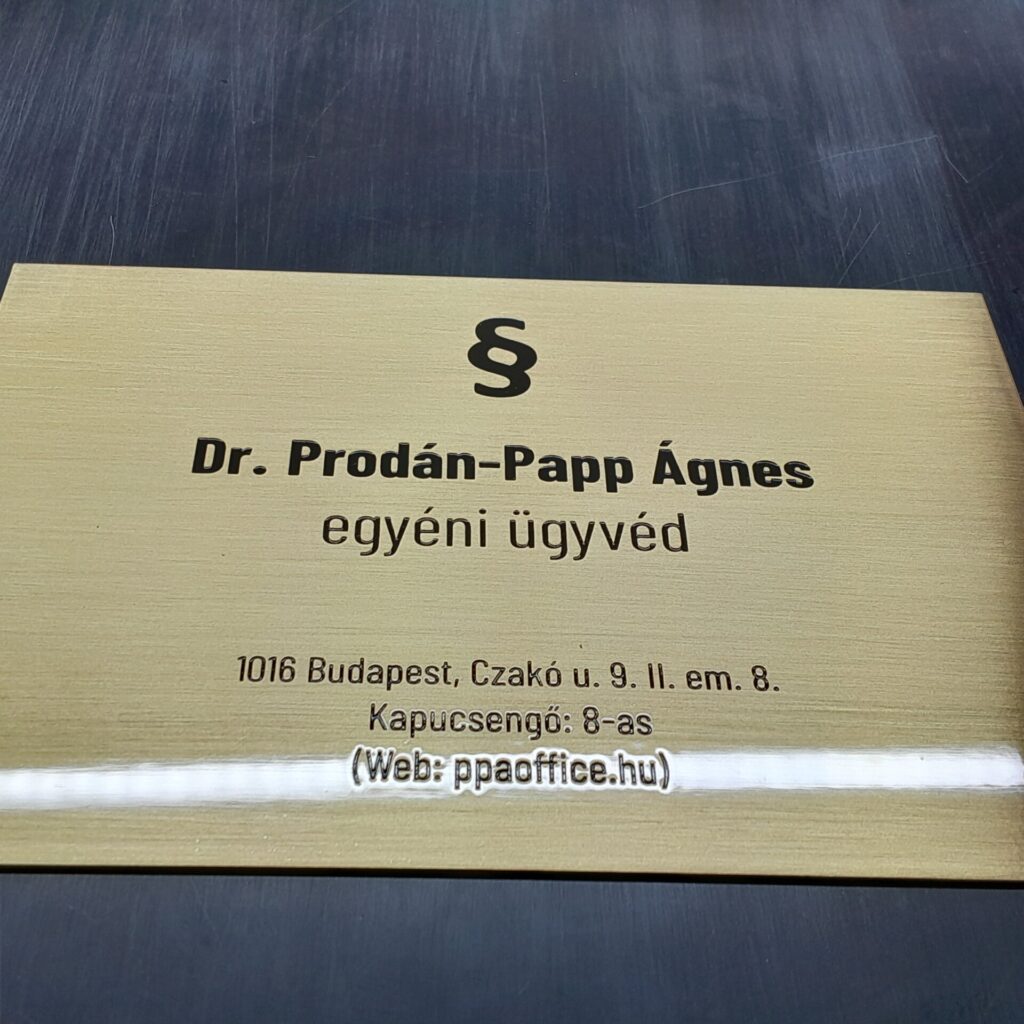 §
Dr. Prodán-Papp Ágnes
egyéni ügyvéd
1016 Budapest, Czakó u. 9. II. em. 8.
Kapucsengő: 8-as
(Web: ppaoffice.hu)